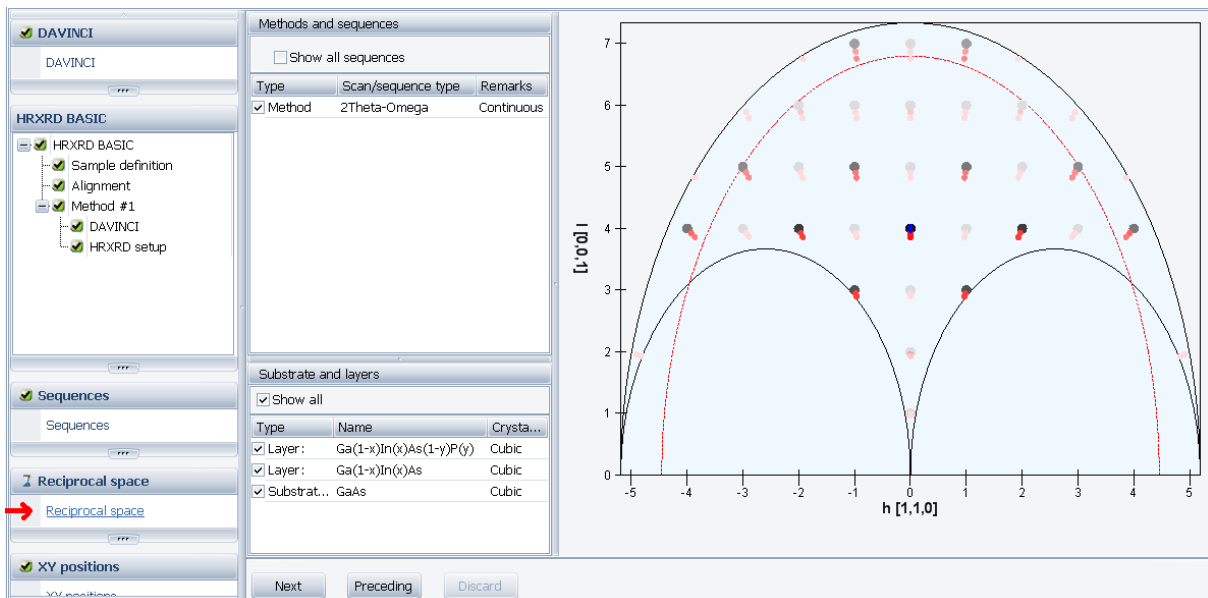 DAVINCI
DAVINCI
HRXRD BASIC
HRXRD BASIC
Sample definition
Alignment
Method #1
DAVINCI
HRXRD setup
Sequences
Sequences
Reciprocal space
Reciprocal space
XY positions
XY positions
Methods and sequences
Show all sequences
Type Scan/sequence type Remarks
Method 2Theta-Omega Continuous
Substrate and layers
Show all
Type Name Crysta...
Layer: Ga(1-x)In(x)As(1-y)P(y) Cubic
Layer: Ga(1-x)In(x)As Cubic
Substrat... GaAs Cubic
Next Preceding Discard
7
6
5
4
3
2
1
0
l [0,0,1]
-5 -4 -3 -2 -1 0 1 2 3 4 5
h [1,1,0]